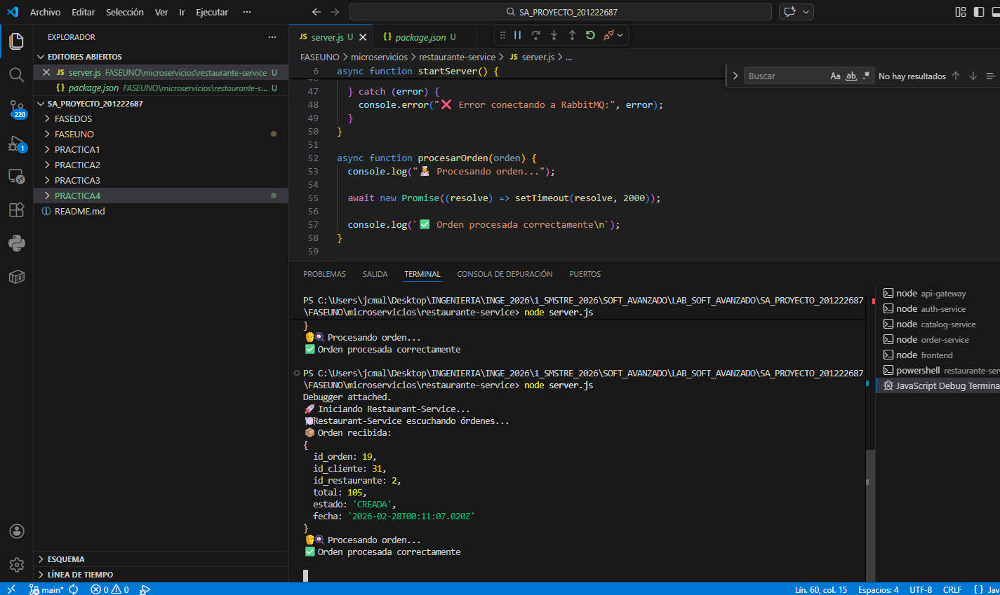 Archivo Editar Selección Ver Ir Ejecutar ··· SA_PROYECTO_201222687
EXPLORADOR ···
EDITORES ABIERTOS
JS server.js FASEUNO\microservicios\restaurante-service U
{} package.json FASEUNO\microservicios\restaurante-s... U
SA_PROYECTO_201222687
FASEDOS
FASEUNO
PRACTICA1
PRACTICA2
PRACTICA3
PRACTICA4
README.md
220
1
ESQUEMA
LÍNEA DE TIEMPO
JS server.js U
{} package.json U
FASEUNO > microservicios > restaurante-service > JS server.js > ...
Buscar Aa ab .* No hay resultados
6 async function startServer() {
47 } catch (error) {
48 console.error("❌ Error conectando a RabbitMQ:", error);
49 }
50 }
51
52 async function procesarOrden(orden) {
53 console.log("👨‍🍳 Procesando orden...");
54
55 await new Promise((resolve) => setTimeout(resolve, 2000));
56
57 console.log(`✅ Orden procesada correctamente\n`);
58 }
59
PROBLEMAS SALIDA TERMINAL CONSOLA DE DEPURACIÓN PUERTOS
PS C:\Users\jcmal\Desktop\INGENIERIA\INGE_2026\1_SMSTRE_2026\SOFT_AVANZADO\LAB_SOFT_AVANZADO\SA_PROYECTO_201222687
\FASEUNO\microservicios\restaurante-service> node server.js
}
👨🍳 Procesando orden...
✅ Orden procesada correctamente
PS C:\Users\jcmal\Desktop\INGENIERIA\INGE_2026\1_SMSTRE_2026\SOFT_AVANZADO\LAB_SOFT_AVANZADO\SA_PROYECTO_201222687
\FASEUNO\microservicios\restaurante-service> node server.js
Debugger attached.
🚀 Iniciando Restaurant-Service...
🍽️Restaurant-Service escuchando órdenes...
📦 Orden recibida:
{
id_orden: 19,
id_cliente: 31,
id_restaurante: 2,
total: 105,
estado: 'CREADA',
fecha: '2026-02-28T00:11:07.020Z'
}
👨🍳 Procesando orden...
✅ Orden procesada correctamente
node api-gateway
node auth-service
node catalog-service
node order-service
node frontend
powershell restaurante-serv
JavaScript Debug Termina
main* 0 0 Lín. 60, col. 15 Espacios: 4 UTF-8 CRLF {} Jav